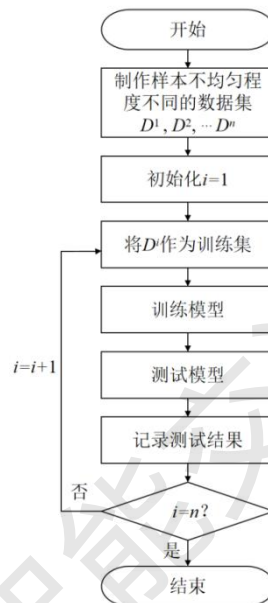 开始
制作样本不均匀程
度不同的数据集
D¹, D², ··· Dⁿ
初始化i=1
将Dⁱ作为训练集
训练模型
i=i+1
测试模型
记录测试结果
否
i=n?
是
结束